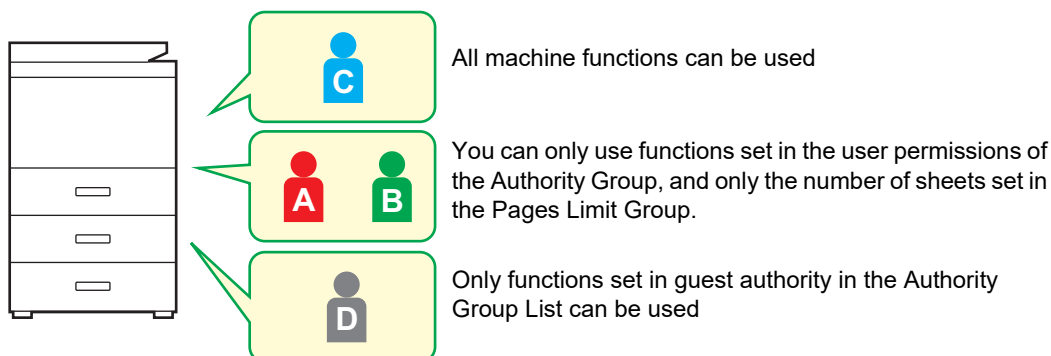 C
All machine functions can be used
A
B
You can only use functions set in the user permissions of
the Authority Group, and only the number of sheets set in
the Pages Limit Group.
D
Only functions set in guest authority in the Authority
Group List can be used